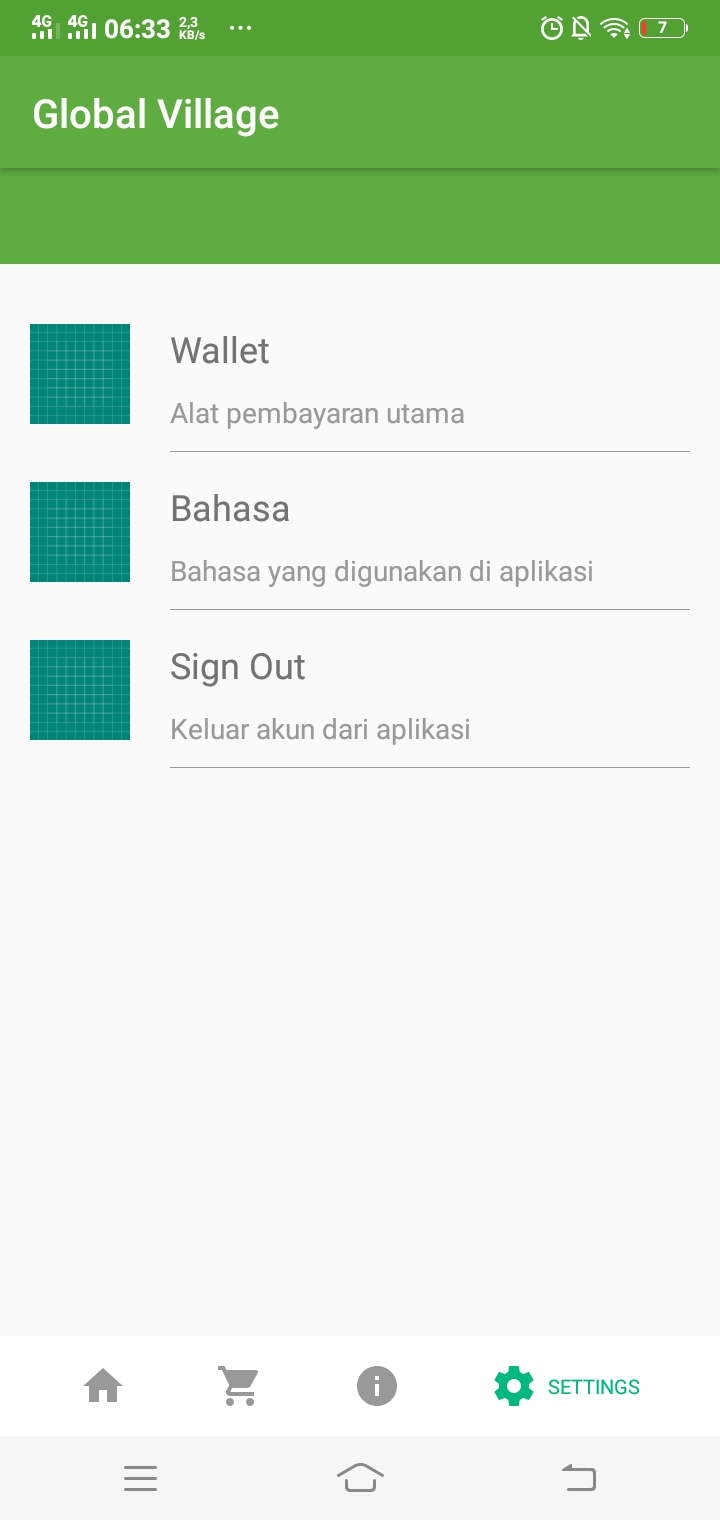 4G 4G 06:33 2,3 KB/s ... 7
Global Village
Wallet
Alat pembayaran utama
Bahasa
Bahasa yang digunakan di aplikasi
Sign Out
Keluar akun dari aplikasi
SETTINGS